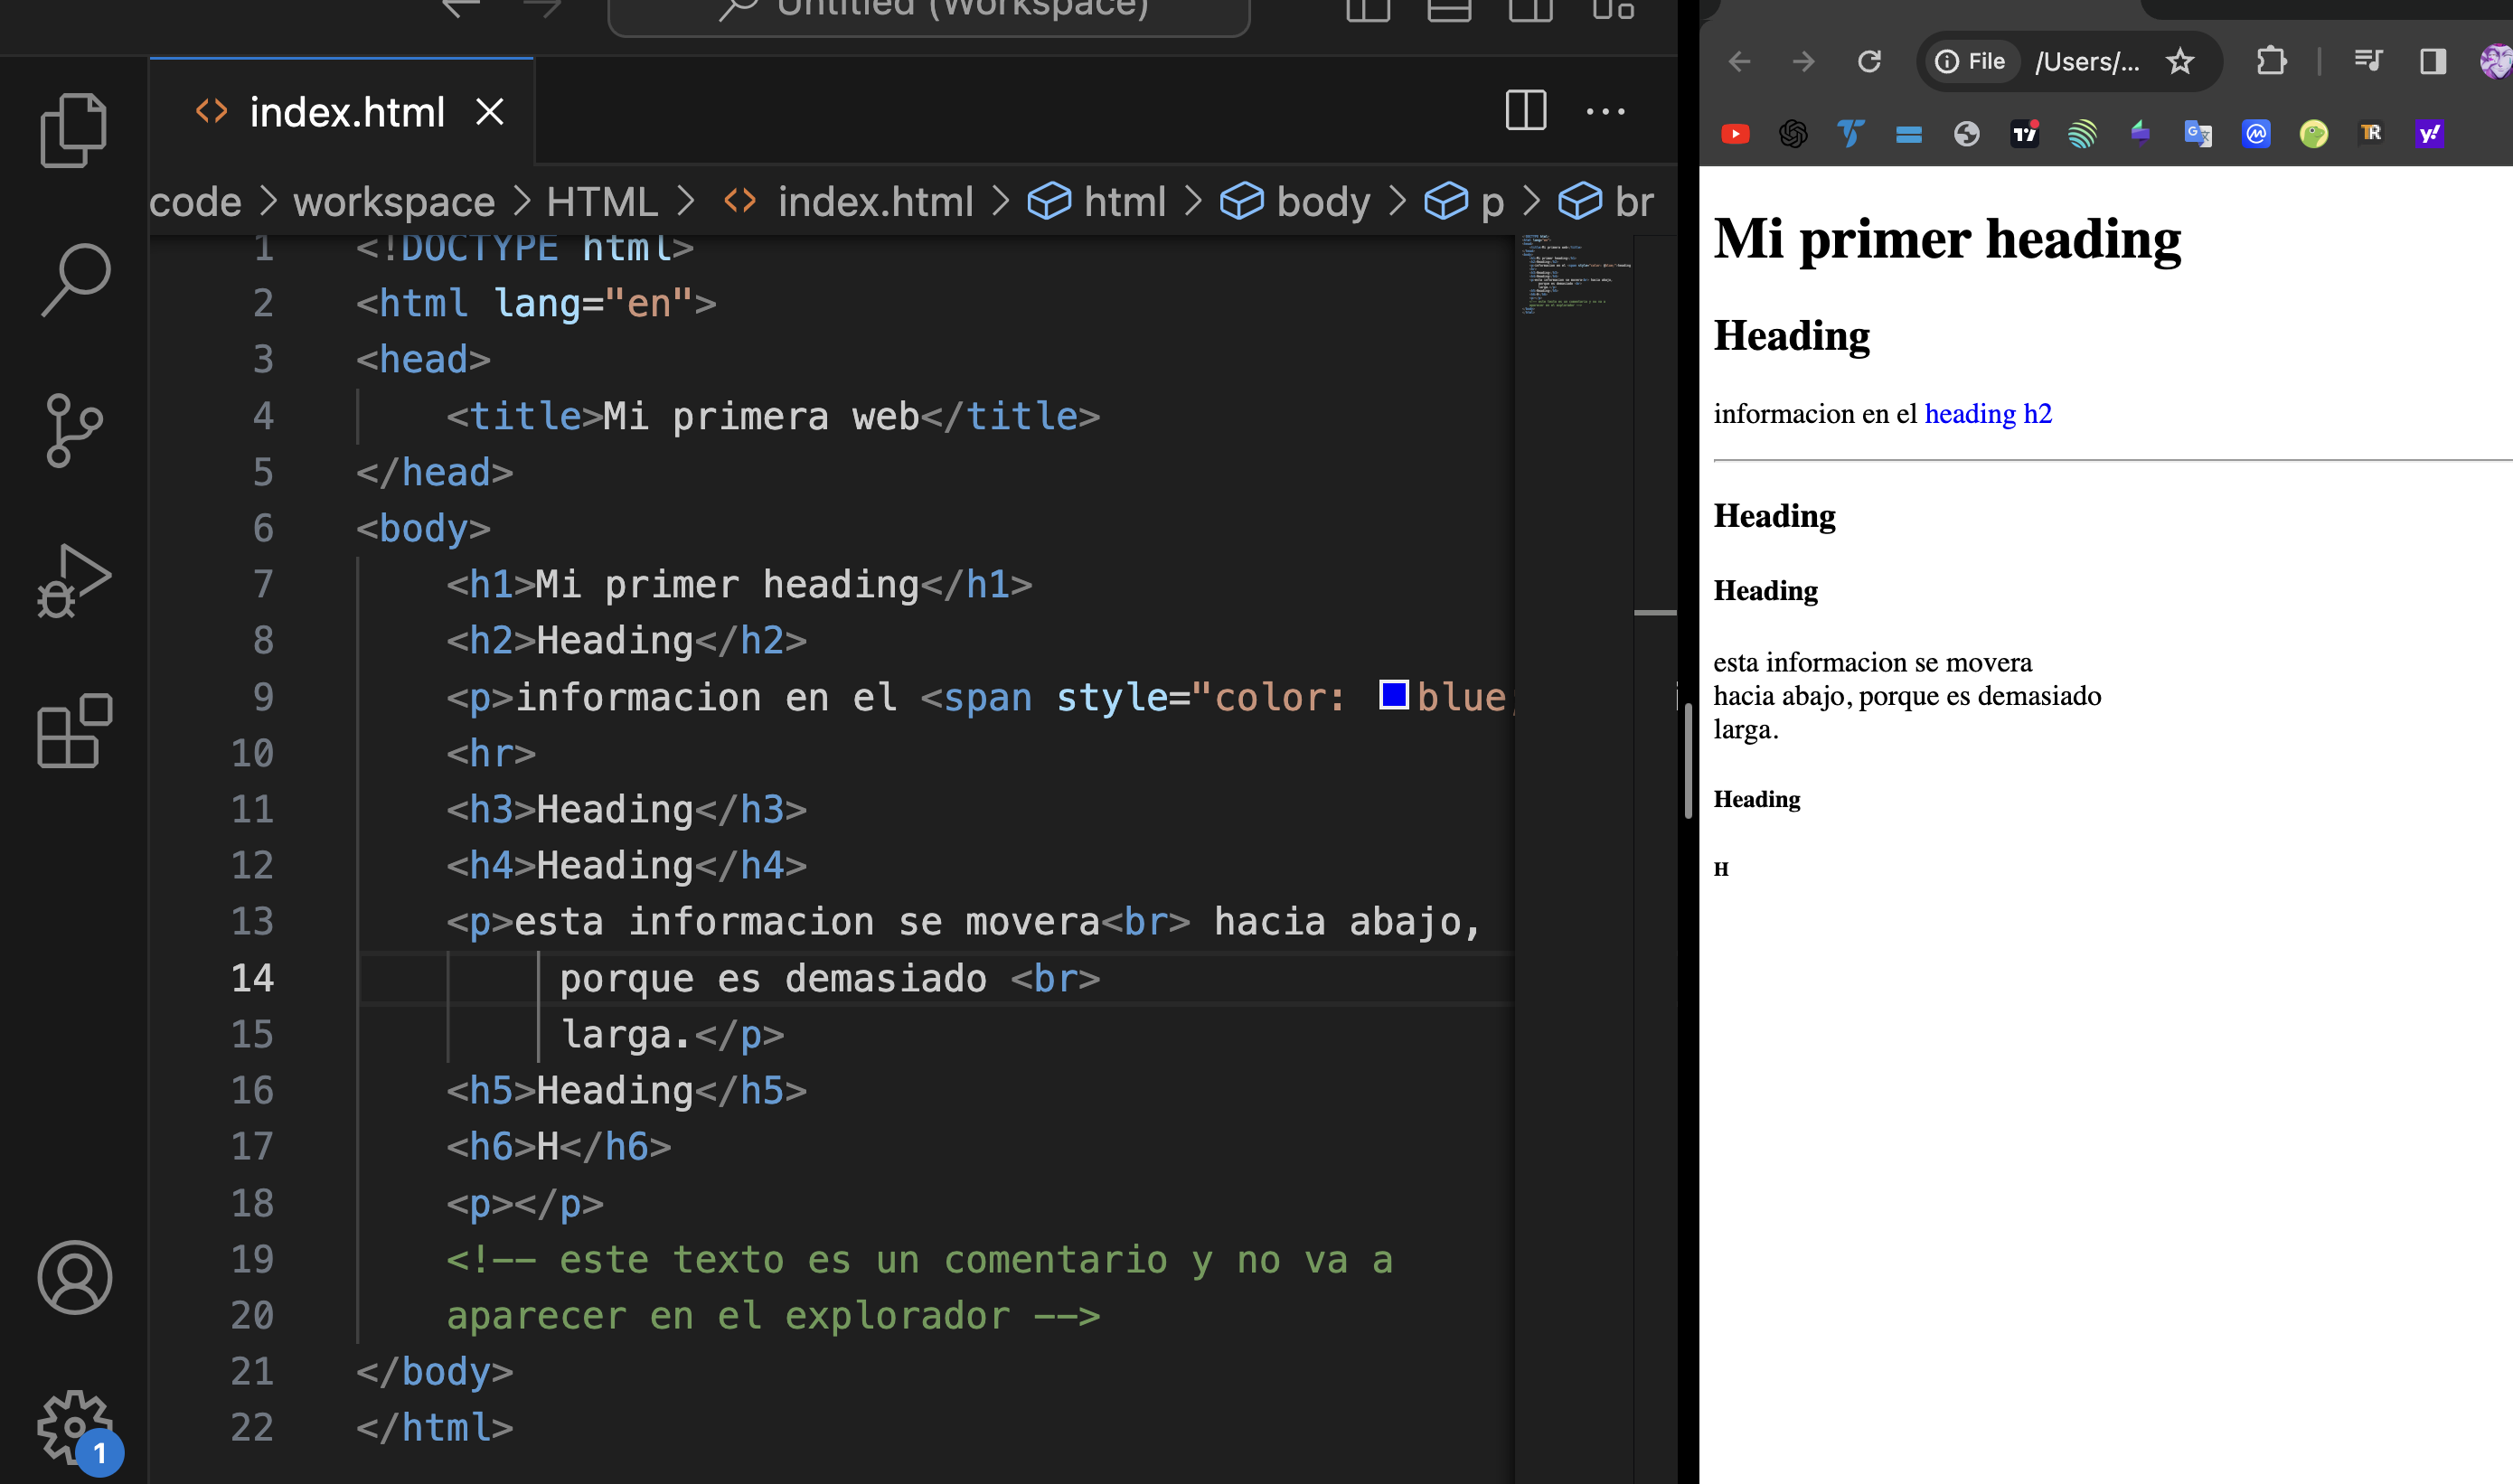 Untitled (Workspace)
index.html
code > workspace > HTML > index.html > html > body > p > br
1 <!DOCTYPE html>
2 <html lang="en">
3 <head>
4 <title>Mi primera web</title>
5 </head>
6 <body>
7 <h1>Mi primer heading</h1>
8 <h2>Heading</h2>
9 <p>informacion en el <span style="color: blue;
10 <hr>
11 <h3>Heading</h3>
12 <h4>Heading</h4>
13 <p>esta informacion se movera<br> hacia abajo,
14 porque es demasiado <br>
15 larga.</p>
16 <h5>Heading</h5>
17 <h6>H</h6>
18 <p></p>
19 <!-- este texto es un comentario y no va a
20 aparecer en el explorador -->
21 </body>
22 </html>
1
File /Users/...
Mi primer heading
Heading
informacion en el heading h2
Heading
Heading
esta informacion se movera
hacia abajo, porque es demasiado
larga.
Heading
H